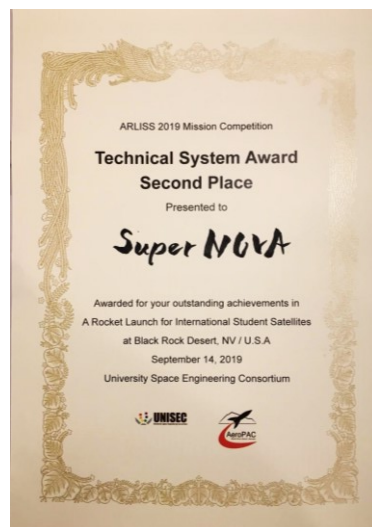 ARLISS 2019 Mission Competition
Technical System Award
Second Place
Presented to
Super NOVA
Awarded for your outstanding achievements in
A Rocket Launch for International Student Satellites
at Black Rock Desert, NV / U.S.A
September 14, 2019
University Space Engineering Consortium
UNISEC
AeroPAC